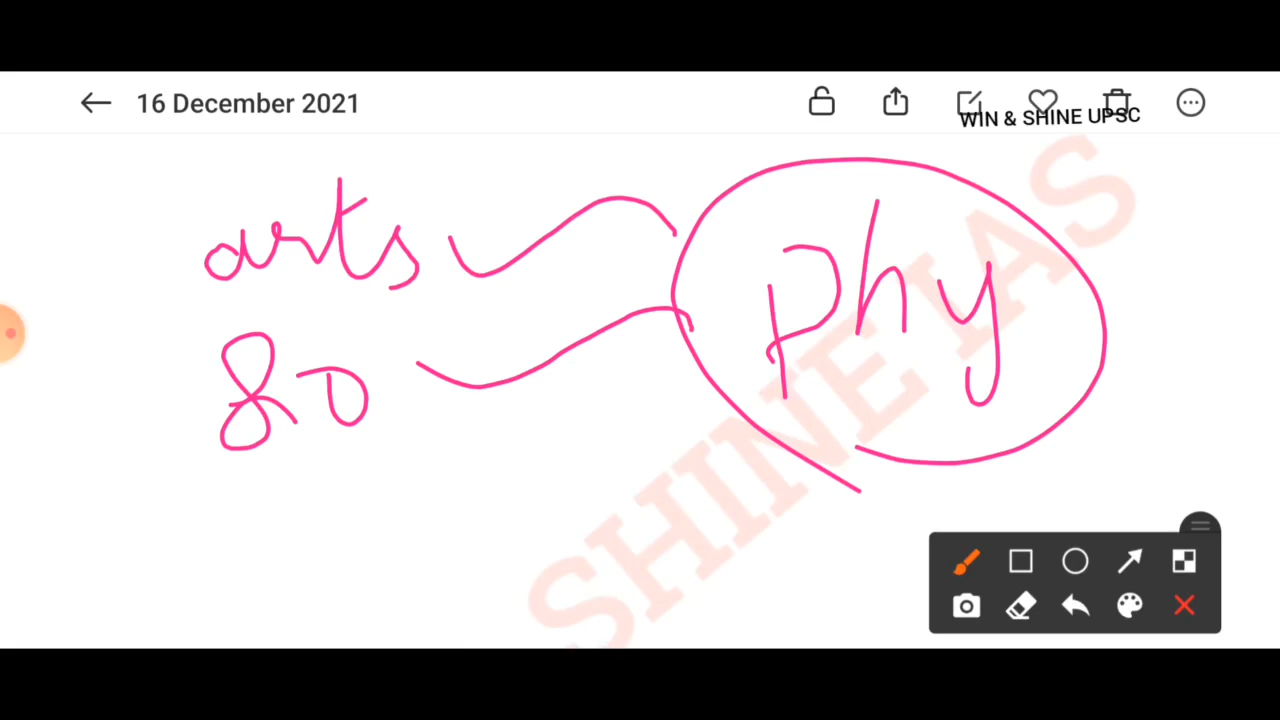 16 December 2021
WIN & SHINE UPSC
arts
phy
80
SHINE IAS